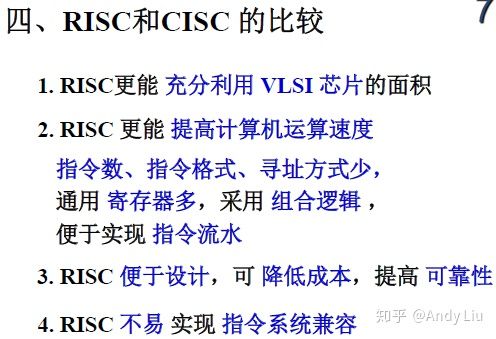 四、RISC和CISC 的比较
7
1. RISC更能 充分利用 VLSI 芯片的面积
2. RISC 更能 提高计算机运算速度
指令数、指令格式、寻址方式少，
通用 寄存器多，采用 组合逻辑 ，
便于实现 指令流水
3. RISC 便于设计，可 降低成本，提高 可靠性
4. RISC 不易 实现 指令系统兼容
知乎 @Andy Liu